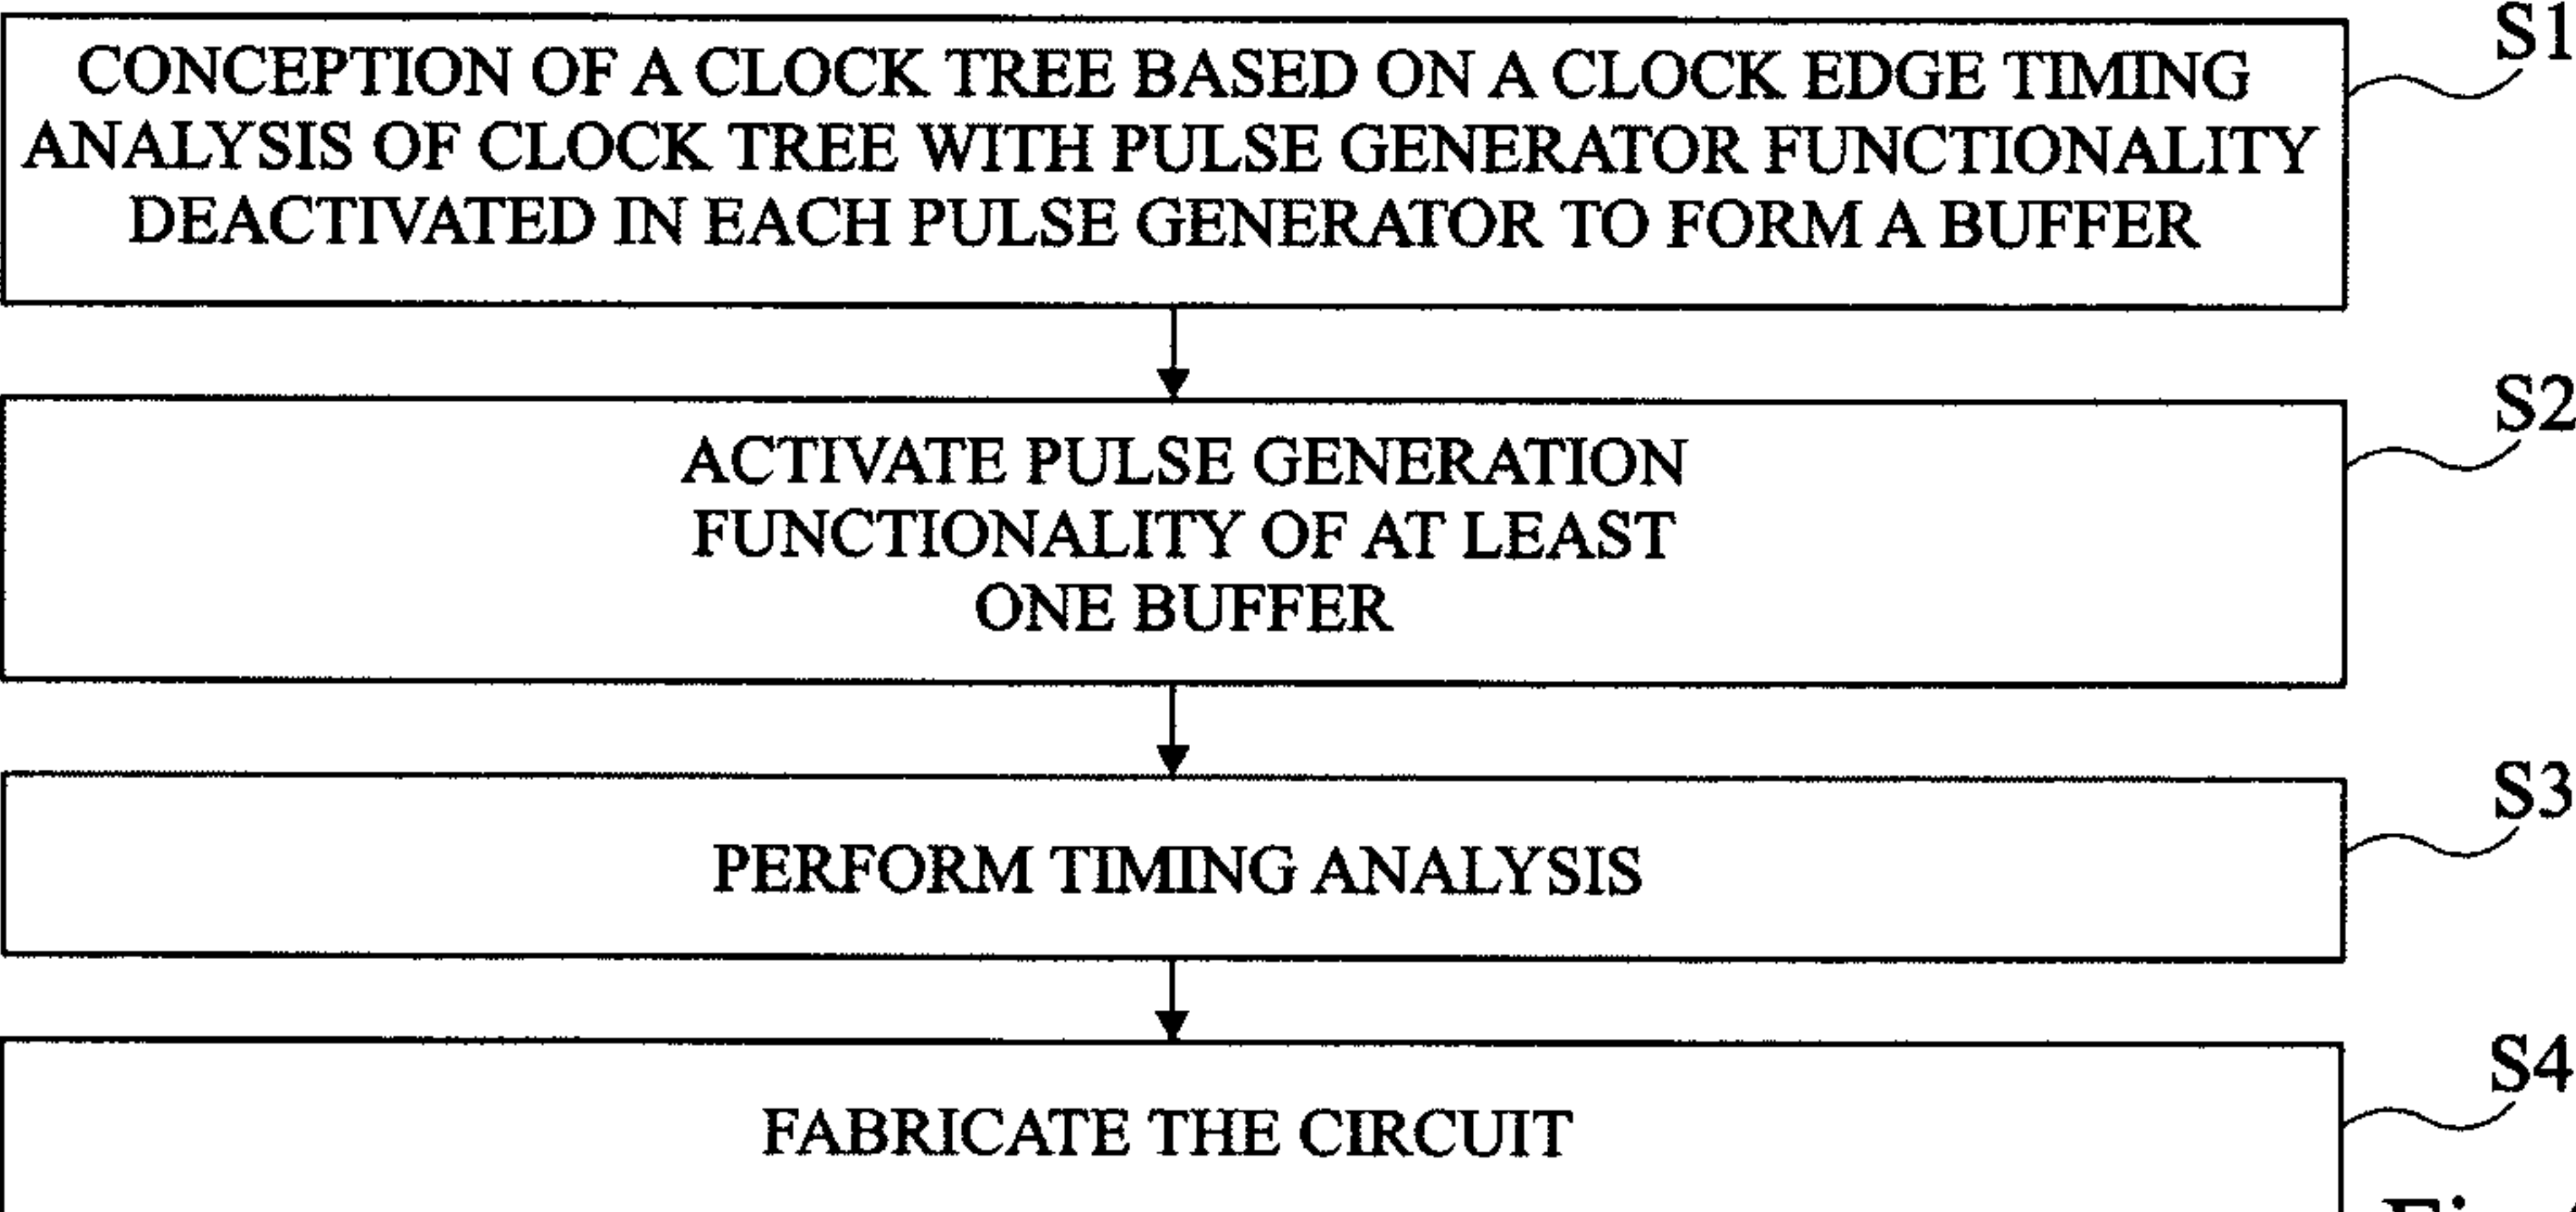 S1
CONCEPTION OF A CLOCK TREE BASED ON A CLOCK EDGE TIMING
ANALYSIS OF CLOCK TREE WITH PULSE GENERATOR FUNCTIONALITY
DEACTIVATED IN EACH PULSE GENERATOR TO FORM A BUFFER
S2
ACTIVATE PULSE GENERATION
FUNCTIONALITY OF AT LEAST
ONE BUFFER
S3
PERFORM TIMING ANALYSIS
S4
FABRICATE THE CIRCUIT